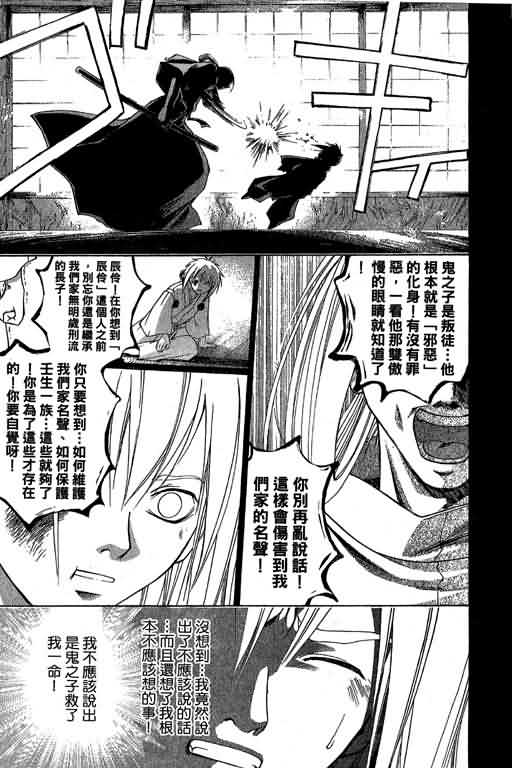 鬼之子是叛徒…他
根本就是「邪惡」
的化身！有沒有罪
惡，一看他那雙傲
慢的眼睛就知道了
！
你別再亂說話！
這樣會傷害到我
們家的名聲！
辰伶！在你想到「
辰伶」這個人之前
，別忘你還是繼承
我們家無明歲刑流
的長子！
你只要想到…如何維護
我們家名聲、如何保護
壬生一族…這些就夠了
！你是為了這些才存在
的！你要自覺呀！
沒想到…我竟然說
出了不應該說的話
…而且還想了我根
本不應該想的事！
我不應該說出
是鬼之子救了
我一命！